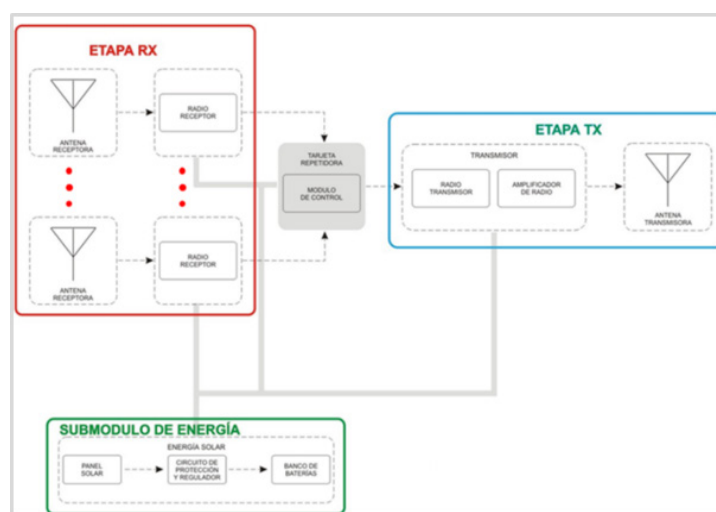 ETAPA RX
ANTENA
RECEPTORA
RADIO
RECEPTOR
ANTENA
RECEPTORA
RADIO
RECEPTOR
TARJETA
REPETIDORA
MODULO
DE CONTROL
ETAPA TX
TRANSMISOR
RADIO
TRANSMISOR
AMPLIFICADOR
DE RADIO
ANTENA
TRANSMISORA
SUBMODULO DE ENERGÍA
ENERGÍA SOLAR
PANEL
SOLAR
CIRCUITO DE
PROTECCIÓN
Y REGULADOR
BANCO DE
BATERÍAS